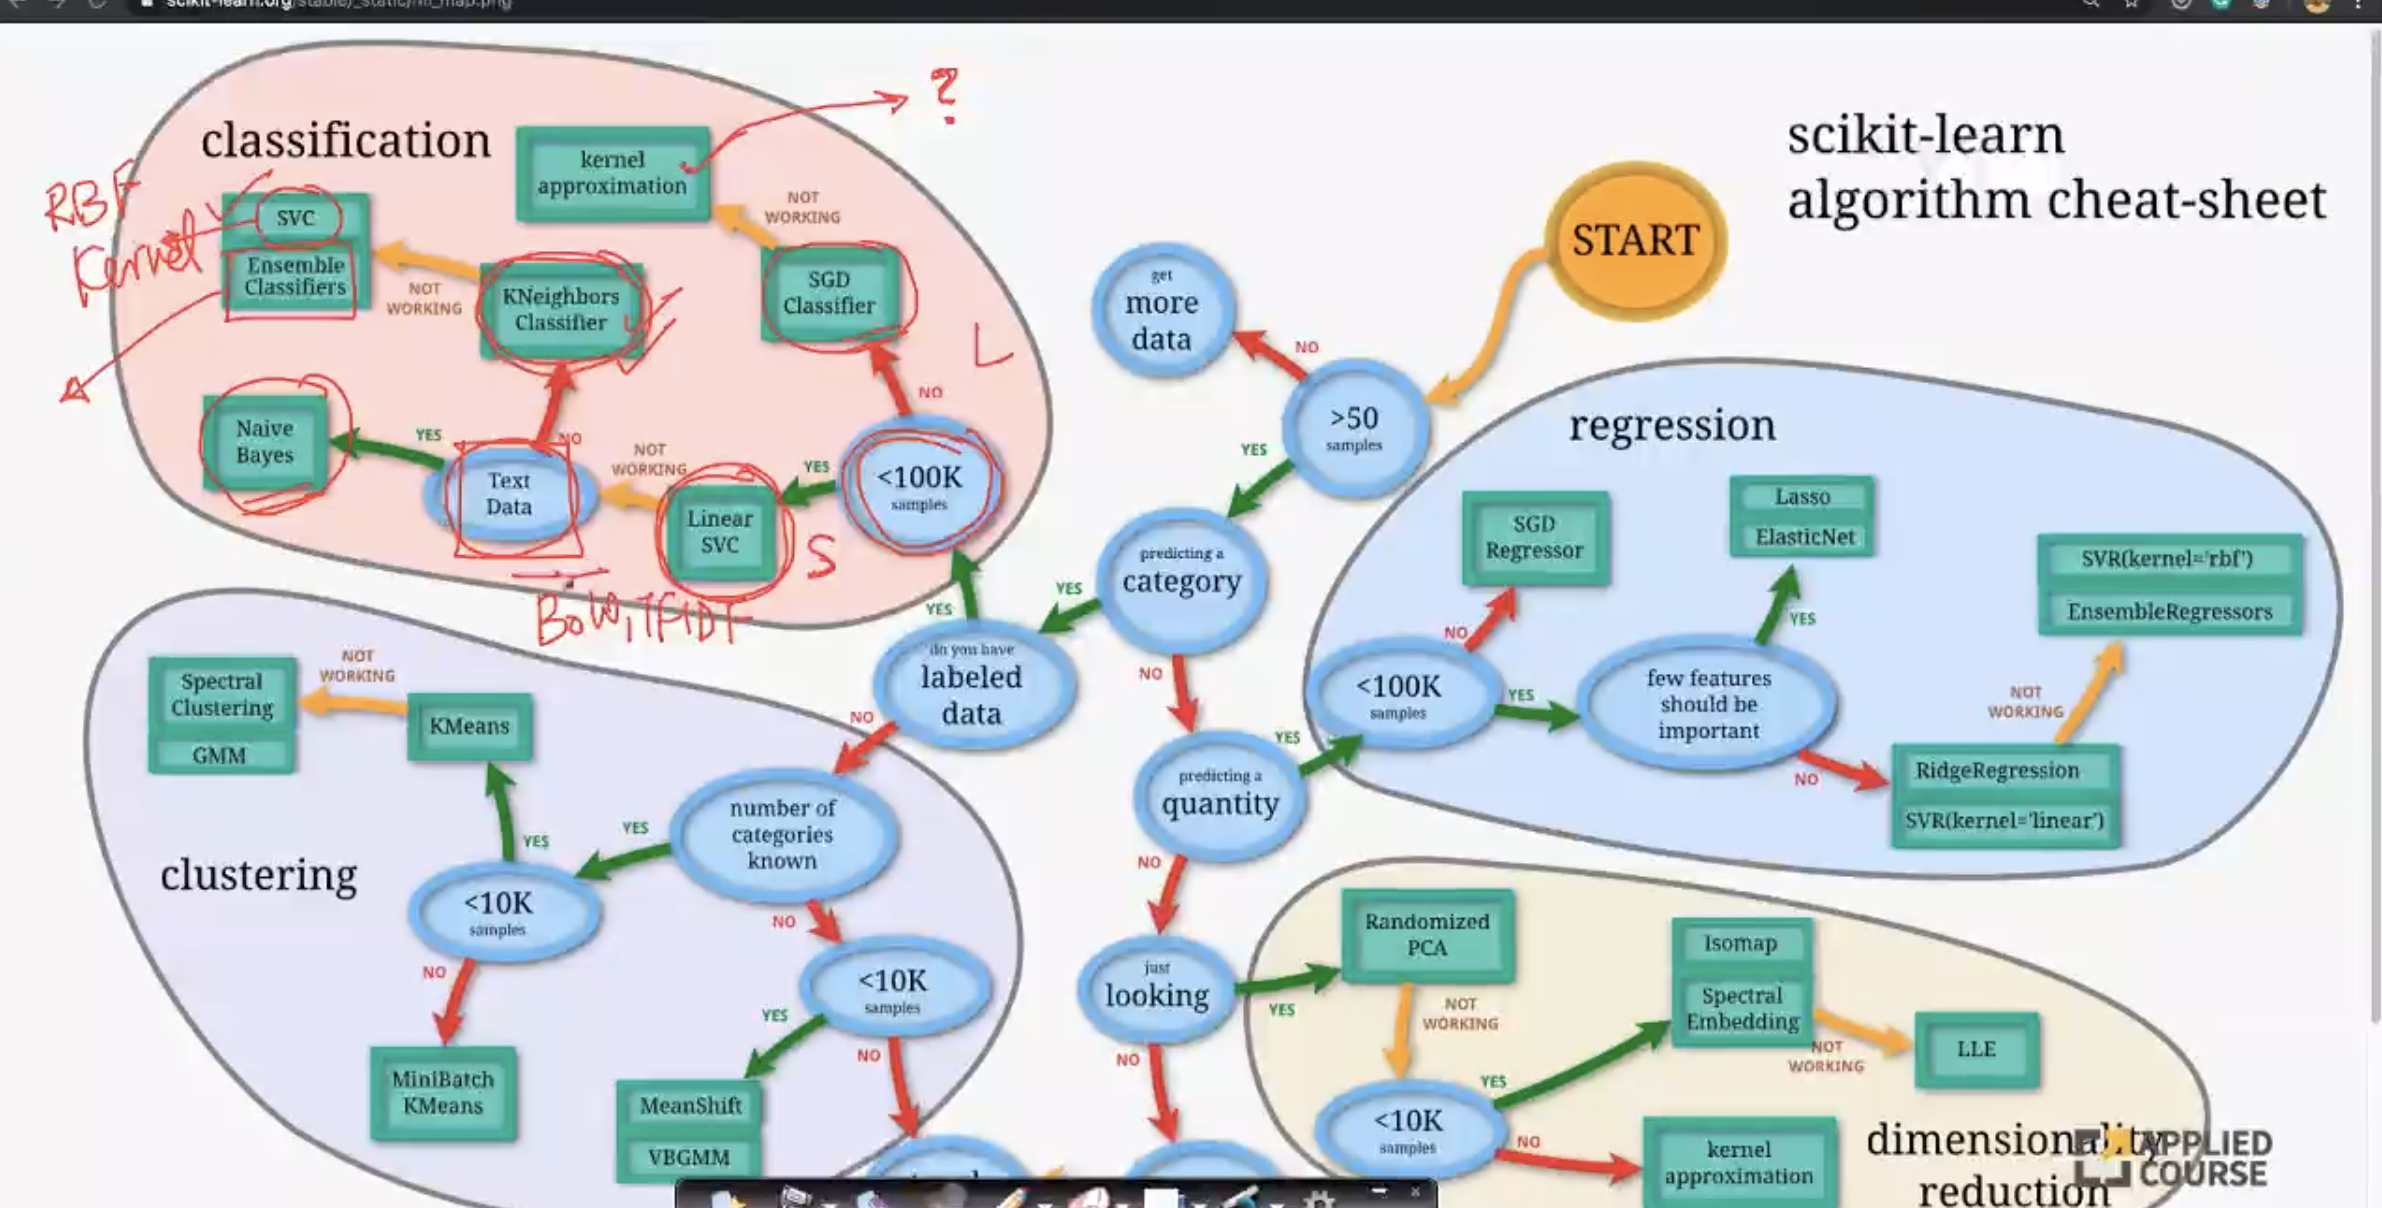 scikit-learn.org/stable/_static/ml_map.png
scikit-learn
algorithm cheat-sheet
START
get
more
data
NO
>50
samples
YES
predicting a
category
YES
NO
do you have
labeled
data
YES
NO
predicting a
quantity
YES
NO
just
looking
YES
NO
classification
kernel
approximation
?
NOT
WORKING
SGD
Classifier
L
NO
<100K
samples
YES
Linear
SVC
S
NOT
WORKING
Text
Data
BoW, TFIDF
NO
YES
Naive
Bayes
KNeighbors
Classifier
NOT
WORKING
SVC
Ensemble
Classifiers
RBF
Kernel
regression
SGD
Regressor
NO
<100K
samples
YES
few features
should be
important
YES
Lasso
ElasticNet
NO
RidgeRegression
SVR(kernel='linear')
NOT
WORKING
SVR(kernel='rbf')
EnsembleRegressors
clustering
Spectral
Clustering
GMM
NOT
WORKING
KMeans
YES
<10K
samples
NO
MiniBatch
KMeans
YES
number of
categories
known
NO
<10K
samples
YES
NO
MeanShift
VBGMM
dimensionality
reduction
Randomized
PCA
NOT
WORKING
<10K
samples
YES
NO
Isomap
Spectral
Embedding
NOT
WORKING
LLE
kernel
approximation
APPLIED
COURSE